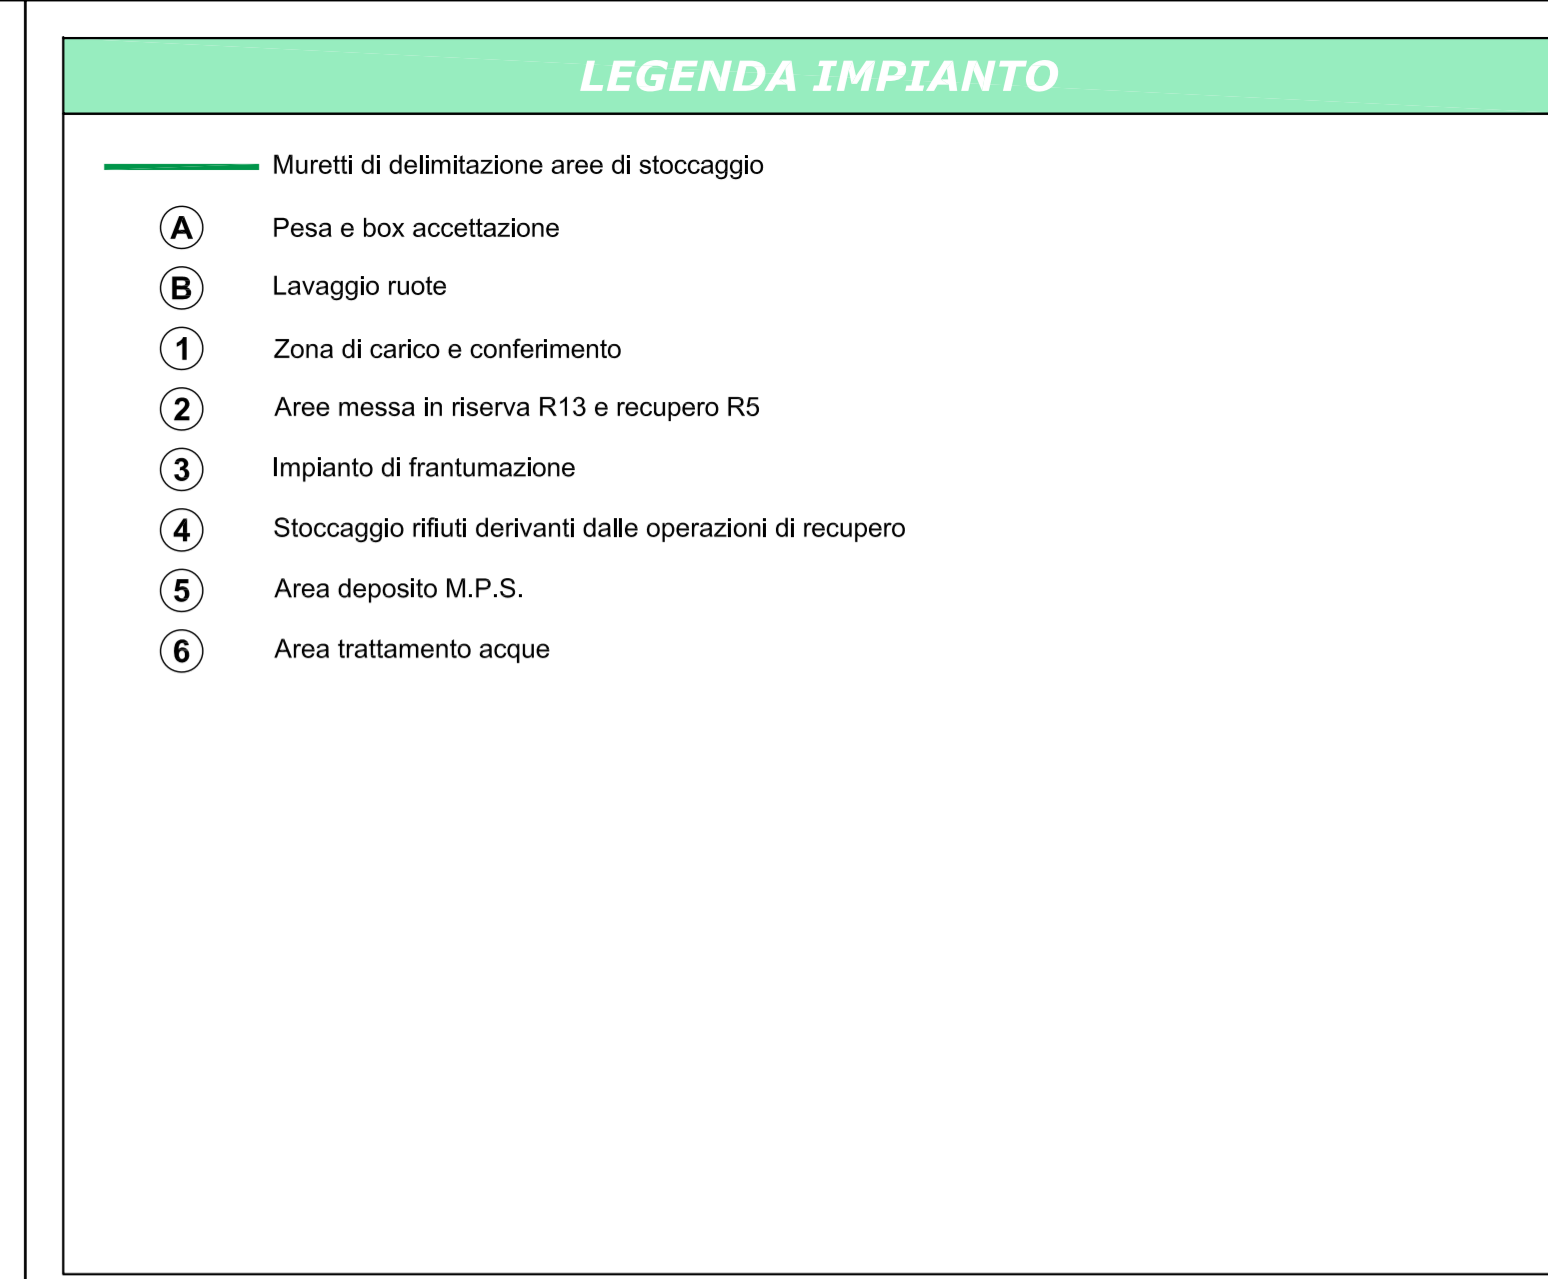 LEGENDA IMPIANTO
Muretti di delimitazione aree di stoccaggio
A Pesa e box accettazione
B Lavaggio ruote
1 Zona di carico e conferimento
2 Aree messa in riserva R13 e recupero R5
3 Impianto di frantumazione
4 Stoccaggio rifiuti derivanti dalle operazioni di recupero
5 Area deposito M.P.S.
6 Area trattamento acque